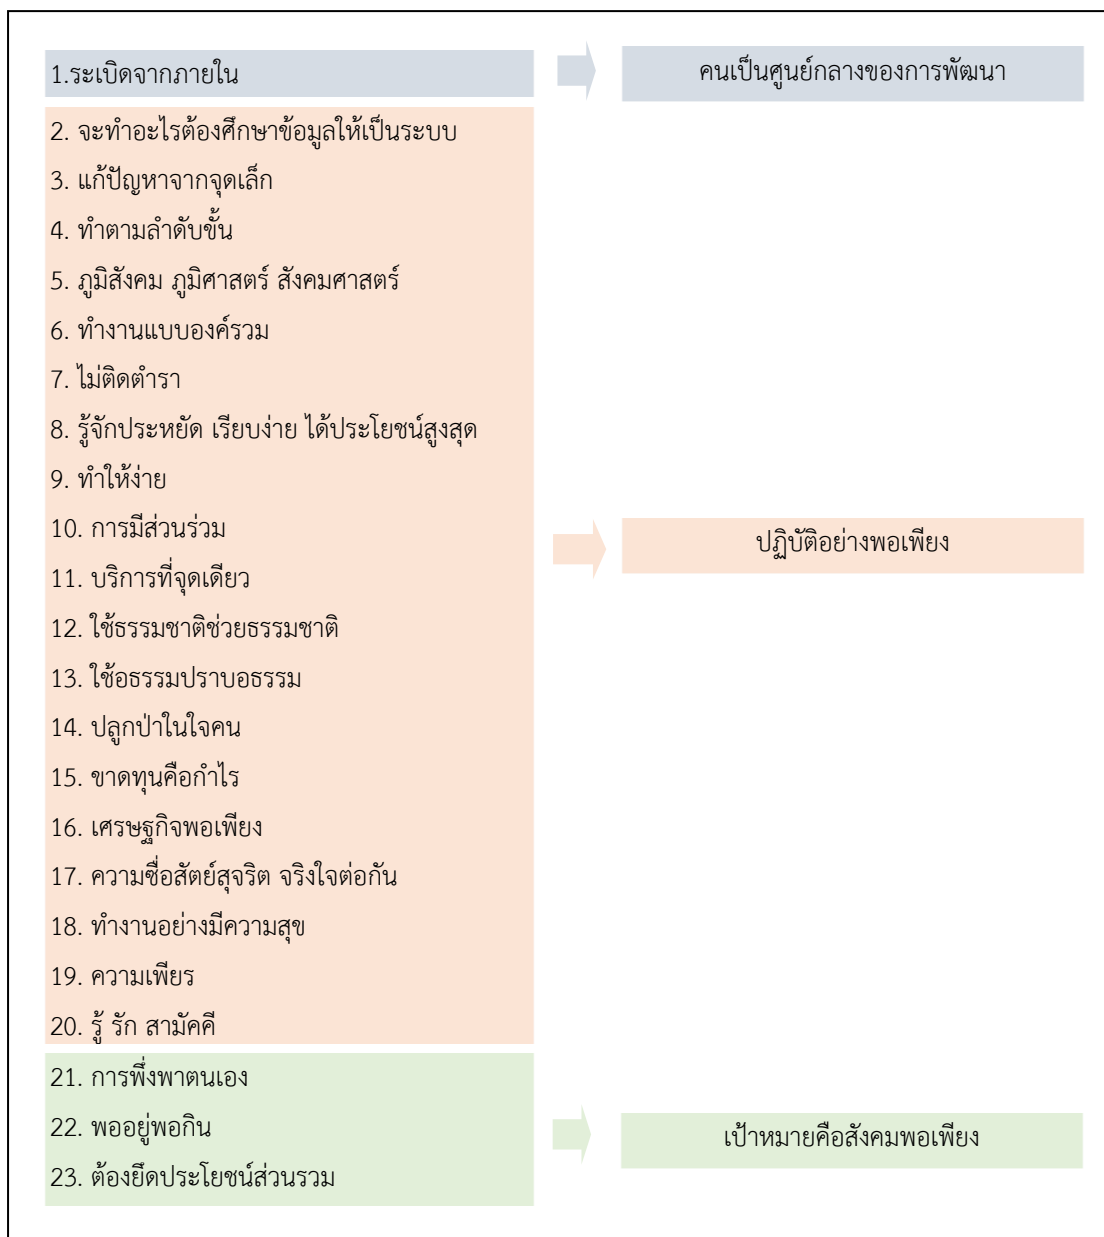 1.ระเบิดจากภายใน
คนเป็นศูนย์กลางของการพัฒนา
2. จะทำอะไรต้องศึกษาข้อมูลให้เป็นระบบ
3. แก้ปัญหาจากจุดเล็ก
4. ทำตามลำดับขั้น
5. ภูมิสังคม ภูมิศาสตร์ สังคมศาสตร์
6. ทำงานแบบองค์รวม
7. ไม่ติดตำรา
8. รู้จักประหยัด เรียบง่าย ได้ประโยชน์สูงสุด
9. ทำให้ง่าย
10. การมีส่วนร่วม
11. บริการที่จุดเดียว
12. ใช้ธรรมชาติช่วยธรรมชาติ
13. ใช้อธรรมปราบอธรรม
14. ปลูกป่าในใจคน
15. ขาดทุนคือกำไร
16. เศรษฐกิจพอเพียง
17. ความซื่อสัตย์สุจริต จริงใจต่อกัน
18. ทำงานอย่างมีความสุข
19. ความเพียร
20. รู้ รัก สามัคคี
ปฏิบัติอย่างพอเพียง
21. การพึ่งพาตนเอง
22. พออยู่พอกิน
23. ต้องยึดประโยชน์ส่วนรวม
เป้าหมายคือสังคมพอเพียง